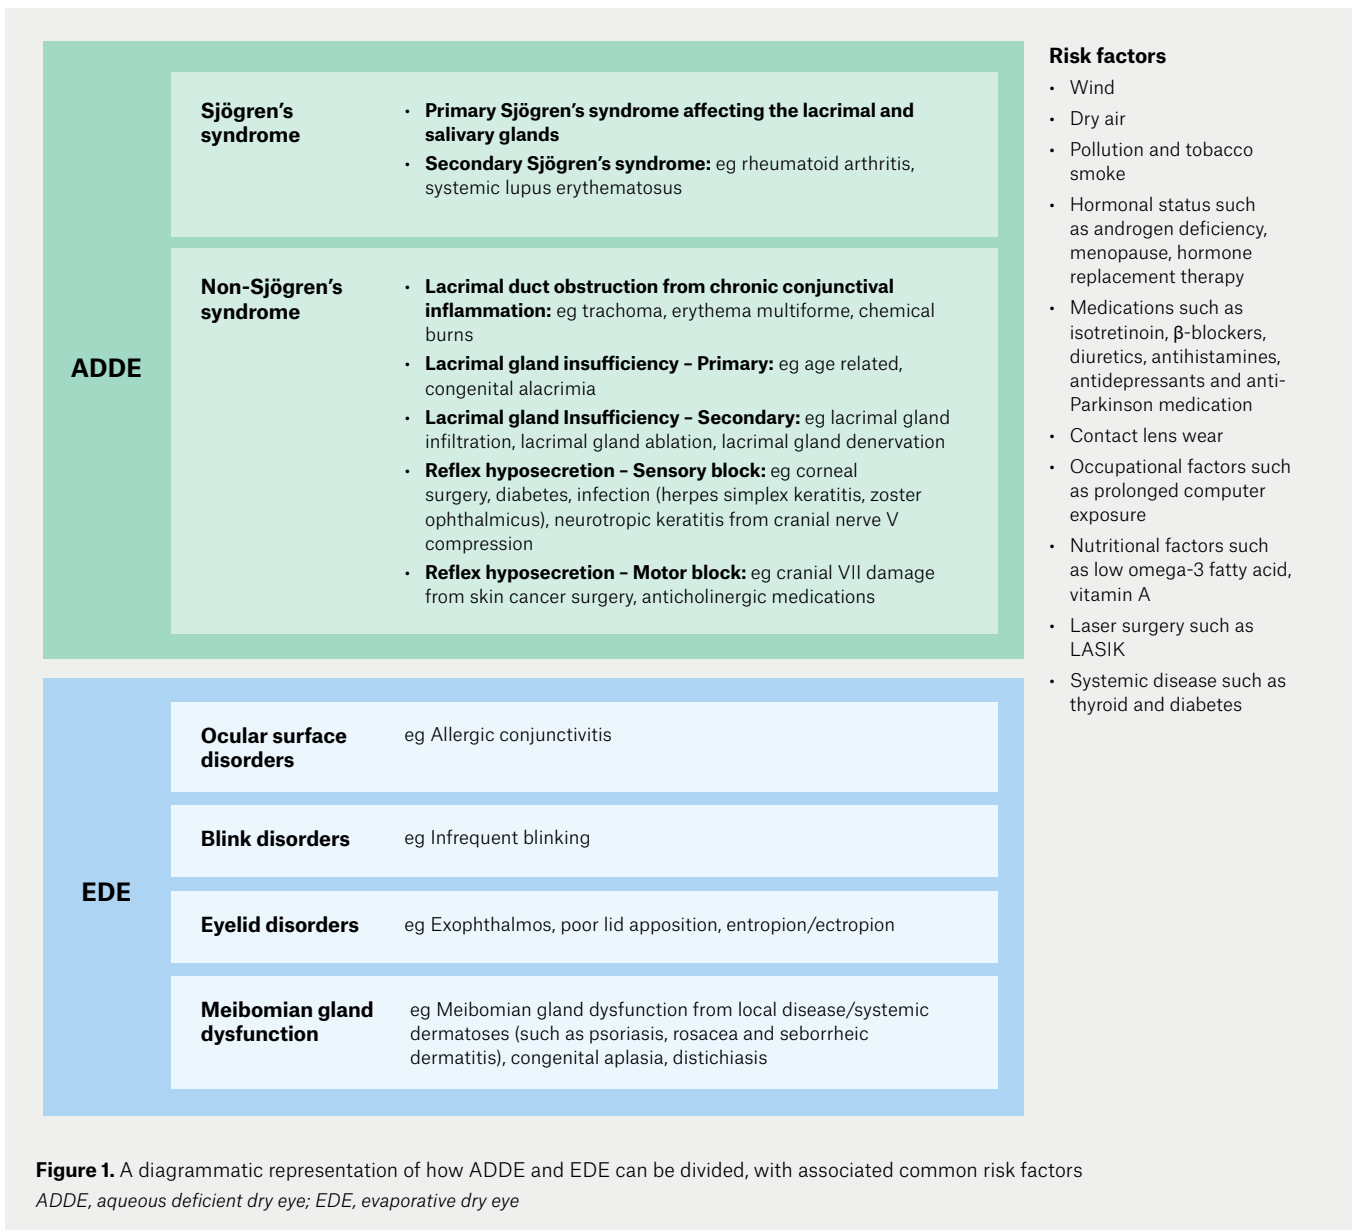 ADDE
Sjögren's
syndrome
• Primary Sjögren's syndrome affecting the lacrimal and
salivary glands
• Secondary Sjögren's syndrome: eg rheumatoid arthritis,
systemic lupus erythematosus
Non-Sjögren's
syndrome
• Lacrimal duct obstruction from chronic conjunctival
inflammation: eg trachoma, erythema multiforme, chemical
burns
• Lacrimal gland insufficiency – Primary: eg age related,
congenital alacrimia
• Lacrimal gland Insufficiency – Secondary: eg lacrimal gland
infiltration, lacrimal gland ablation, lacrimal gland denervation
• Reflex hyposecretion – Sensory block: eg corneal
surgery, diabetes, infection (herpes simplex keratitis, zoster
ophthalmicus), neurotropic keratitis from cranial nerve V
compression
• Reflex hyposecretion – Motor block: eg cranial VII damage
from skin cancer surgery, anticholinergic medications
EDE
Ocular surface
disorders
eg Allergic conjunctivitis
Blink disorders
eg Infrequent blinking
Eyelid disorders
eg Exophthalmos, poor lid apposition, entropion/ectropion
Meibomian gland
dysfunction
eg Meibomian gland dysfunction from local disease/systemic
dermatoses (such as psoriasis, rosacea and seborrheic
dermatitis), congenital aplasia, distichiasis
Risk factors
• Wind
• Dry air
• Pollution and tobacco
smoke
• Hormonal status such
as androgen deficiency,
menopause, hormone
replacement therapy
• Medications such as
isotretinoin, β-blockers,
diuretics, antihistamines,
antidepressants and anti-
Parkinson medication
• Contact lens wear
• Occupational factors such
as prolonged computer
exposure
• Nutritional factors such
as low omega-3 fatty acid,
vitamin A
• Laser surgery such as
LASIK
• Systemic disease such as
thyroid and diabetes
Figure 1. A diagrammatic representation of how ADDE and EDE can be divided, with associated common risk factors
ADDE, aqueous deficient dry eye; EDE, evaporative dry eye